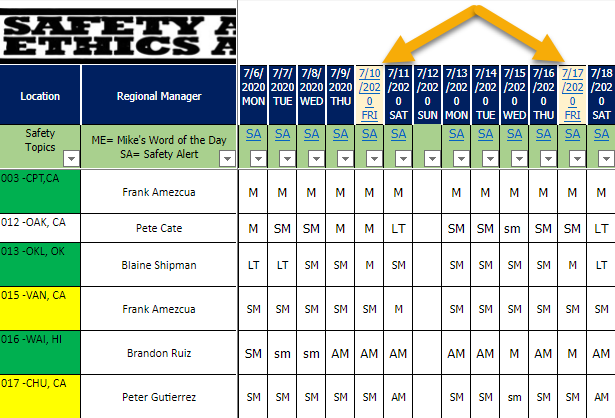 SAFETY A
ETHICS A
Location Regional Manager 7/6/2020 MON 7/7/2020 TUE 7/8/2020 WED 7/9/2020 THU 7/10/2020 FRI 7/11/2020 SAT 7/12/2020 SUN 7/13/2020 MON 7/14/2020 TUE 7/15/2020 WED 7/16/2020 THU 7/17/2020 FRI 7/18/2020 SAT
Safety Topics ME= Mike's Word of the Day SA= Safety Alert SA SA SA SA SA SA SA SA SA SA SA SA SA
003 -CPT,CA Frank Amezcua M M M M M M M M M M M M
012 -OAK, CA Pete Cate M SM SM M M LT SM SM sm SM SM LT
013 -OKL, OK Blaine Shipman LT LT SM SM M SM SM SM SM SM M LT
015 -VAN, CA Frank Amezcua SM SM SM SM SM M SM SM SM SM SM SM
016 -WAI, HI Brandon Ruiz SM sm sm AM AM AM AM AM M AM M AM
017 -CHU, CA Peter Gutierrez SM SM SM SM SM AM SM SM sm SM SM AM